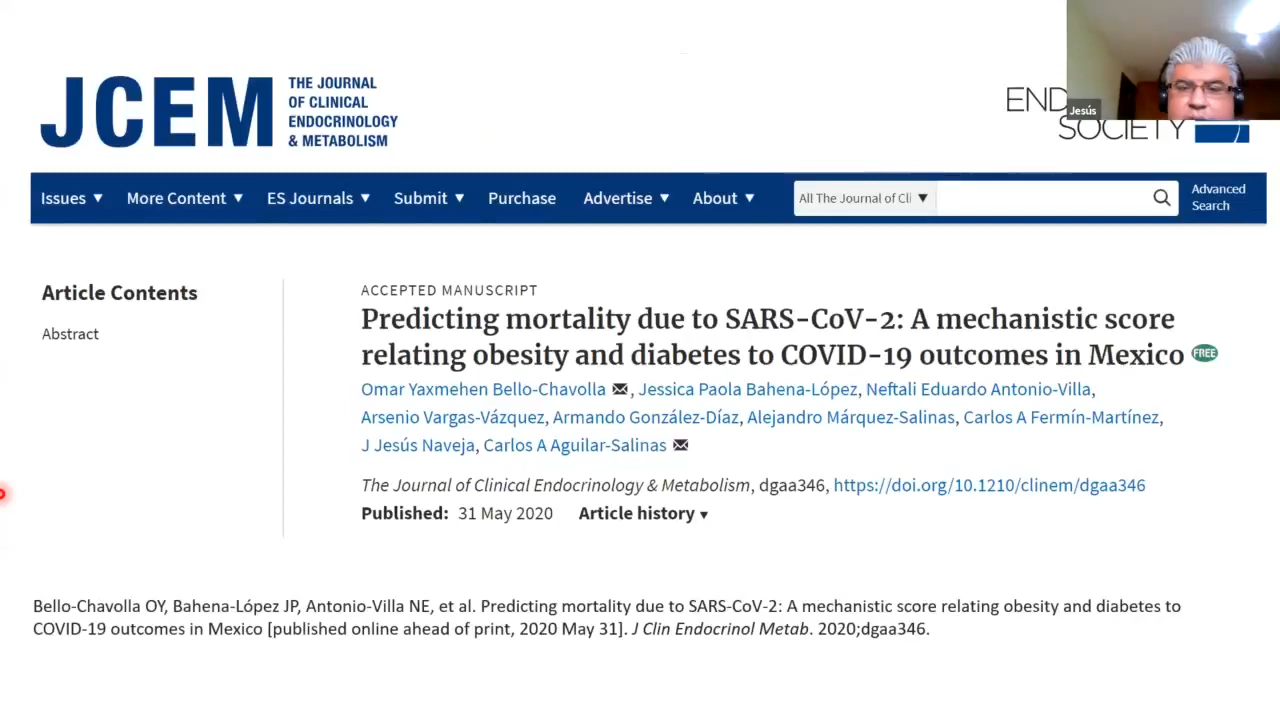 JCEM
THE JOURNAL
OF CLINICAL
ENDOCRINOLOGY
& METABOLISM
END
SOCIETY
Jesús
Issues ▼ More Content ▼ ES Journals ▼ Submit ▼ Purchase Advertise ▼ About ▼ All The Journal of Cli ▼
Advanced
Search
Article Contents
Abstract
ACCEPTED MANUSCRIPT
Predicting mortality due to SARS-CoV-2: A mechanistic score
relating obesity and diabetes to COVID-19 outcomes in Mexico FREE
Omar Yaxmehen Bello-Chavolla ✉, Jessica Paola Bahena-López, Neftali Eduardo Antonio-Villa,
Arsenio Vargas-Vázquez, Armando González-Díaz, Alejandro Márquez-Salinas, Carlos A Fermín-Martínez,
J Jesús Naveja, Carlos A Aguilar-Salinas ✉
The Journal of Clinical Endocrinology & Metabolism, dgaa346, https://doi.org/10.1210/clinem/dgaa346
Published: 31 May 2020 Article history ▼
Bello-Chavolla OY, Bahena-López JP, Antonio-Villa NE, et al. Predicting mortality due to SARS-CoV-2: A mechanistic score relating obesity and diabetes to
COVID-19 outcomes in Mexico [published online ahead of print, 2020 May 31]. J Clin Endocrinol Metab. 2020;dgaa346.